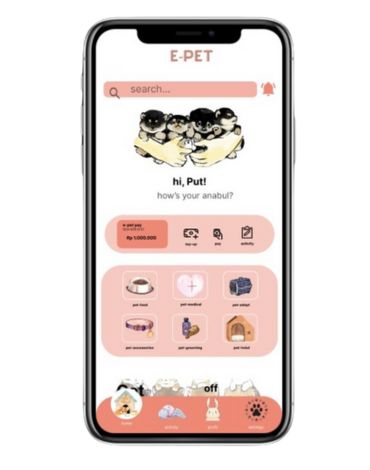 E-PET
search...
hi, Put!
how's your anabul?
e-pet pay
Rp 1.000.000
top-up
pay
activity
pet-food
pet-medical
pet-adopt
pet-accessories
pet-grooming
pet-hotel
off
home
activity
profil
settings